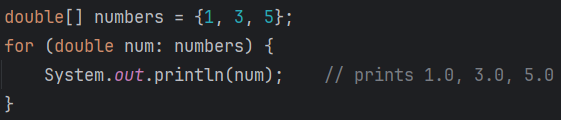 double[] numbers = {1, 3, 5};
for (double num: numbers) {
    System.out.println(num);    // prints 1.0, 3.0, 5.0
}